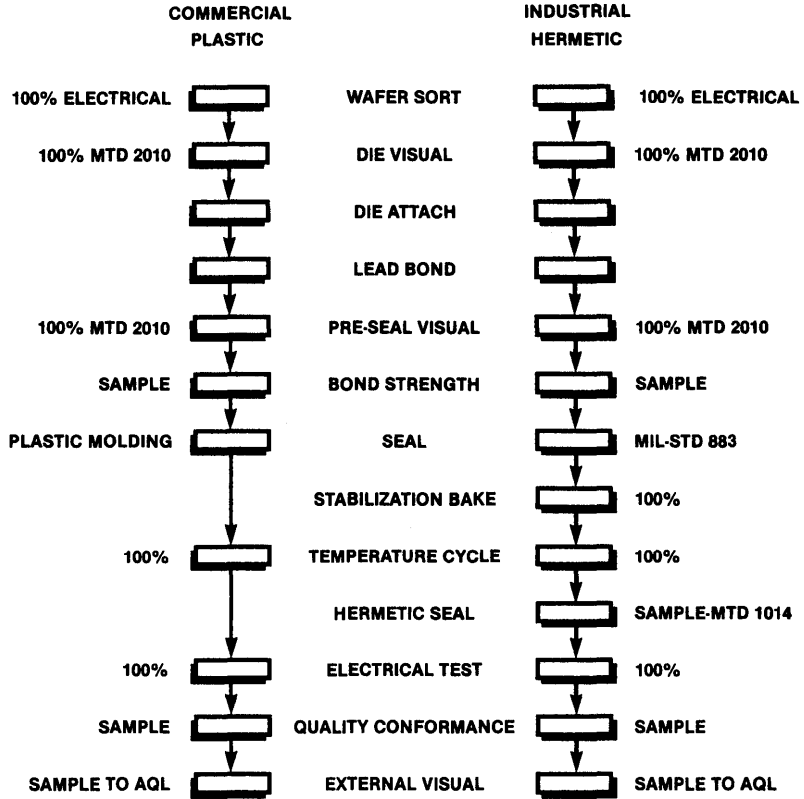 COMMERCIAL PLASTIC
INDUSTRIAL HERMETIC
100% ELECTRICAL WAFER SORT 100% ELECTRICAL
100% MTD 2010 DIE VISUAL 100% MTD 2010
DIE ATTACH
LEAD BOND
100% MTD 2010 PRE-SEAL VISUAL 100% MTD 2010
SAMPLE BOND STRENGTH SAMPLE
PLASTIC MOLDING SEAL MIL-STD 883
STABILIZATION BAKE 100%
100% TEMPERATURE CYCLE 100%
HERMETIC SEAL SAMPLE-MTD 1014
100% ELECTRICAL TEST 100%
SAMPLE QUALITY CONFORMANCE SAMPLE
SAMPLE TO AQL EXTERNAL VISUAL SAMPLE TO AQL